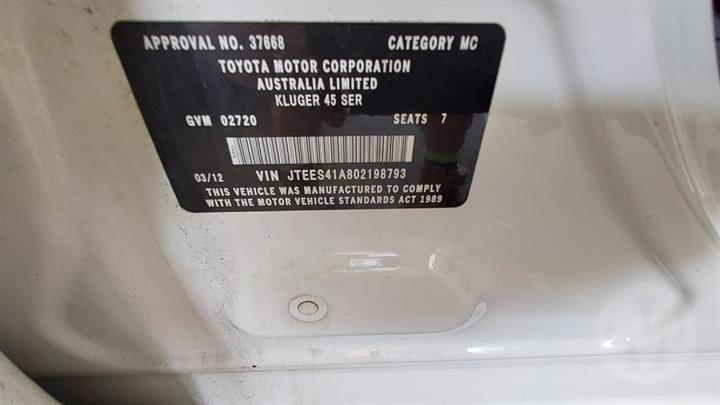 APPROVAL NO. 37668 CATEGORY MC
TOYOTA MOTOR CORPORATION
AUSTRALIA LIMITED
KLUGER 45 SER
GVM 02720 SEATS 7
03/12 VIN JTEES41A802198793
THIS VEHICLE WAS MANUFACTURED TO COMPLY
WITH THE MOTOR VEHICLE STANDARDS ACT 1989